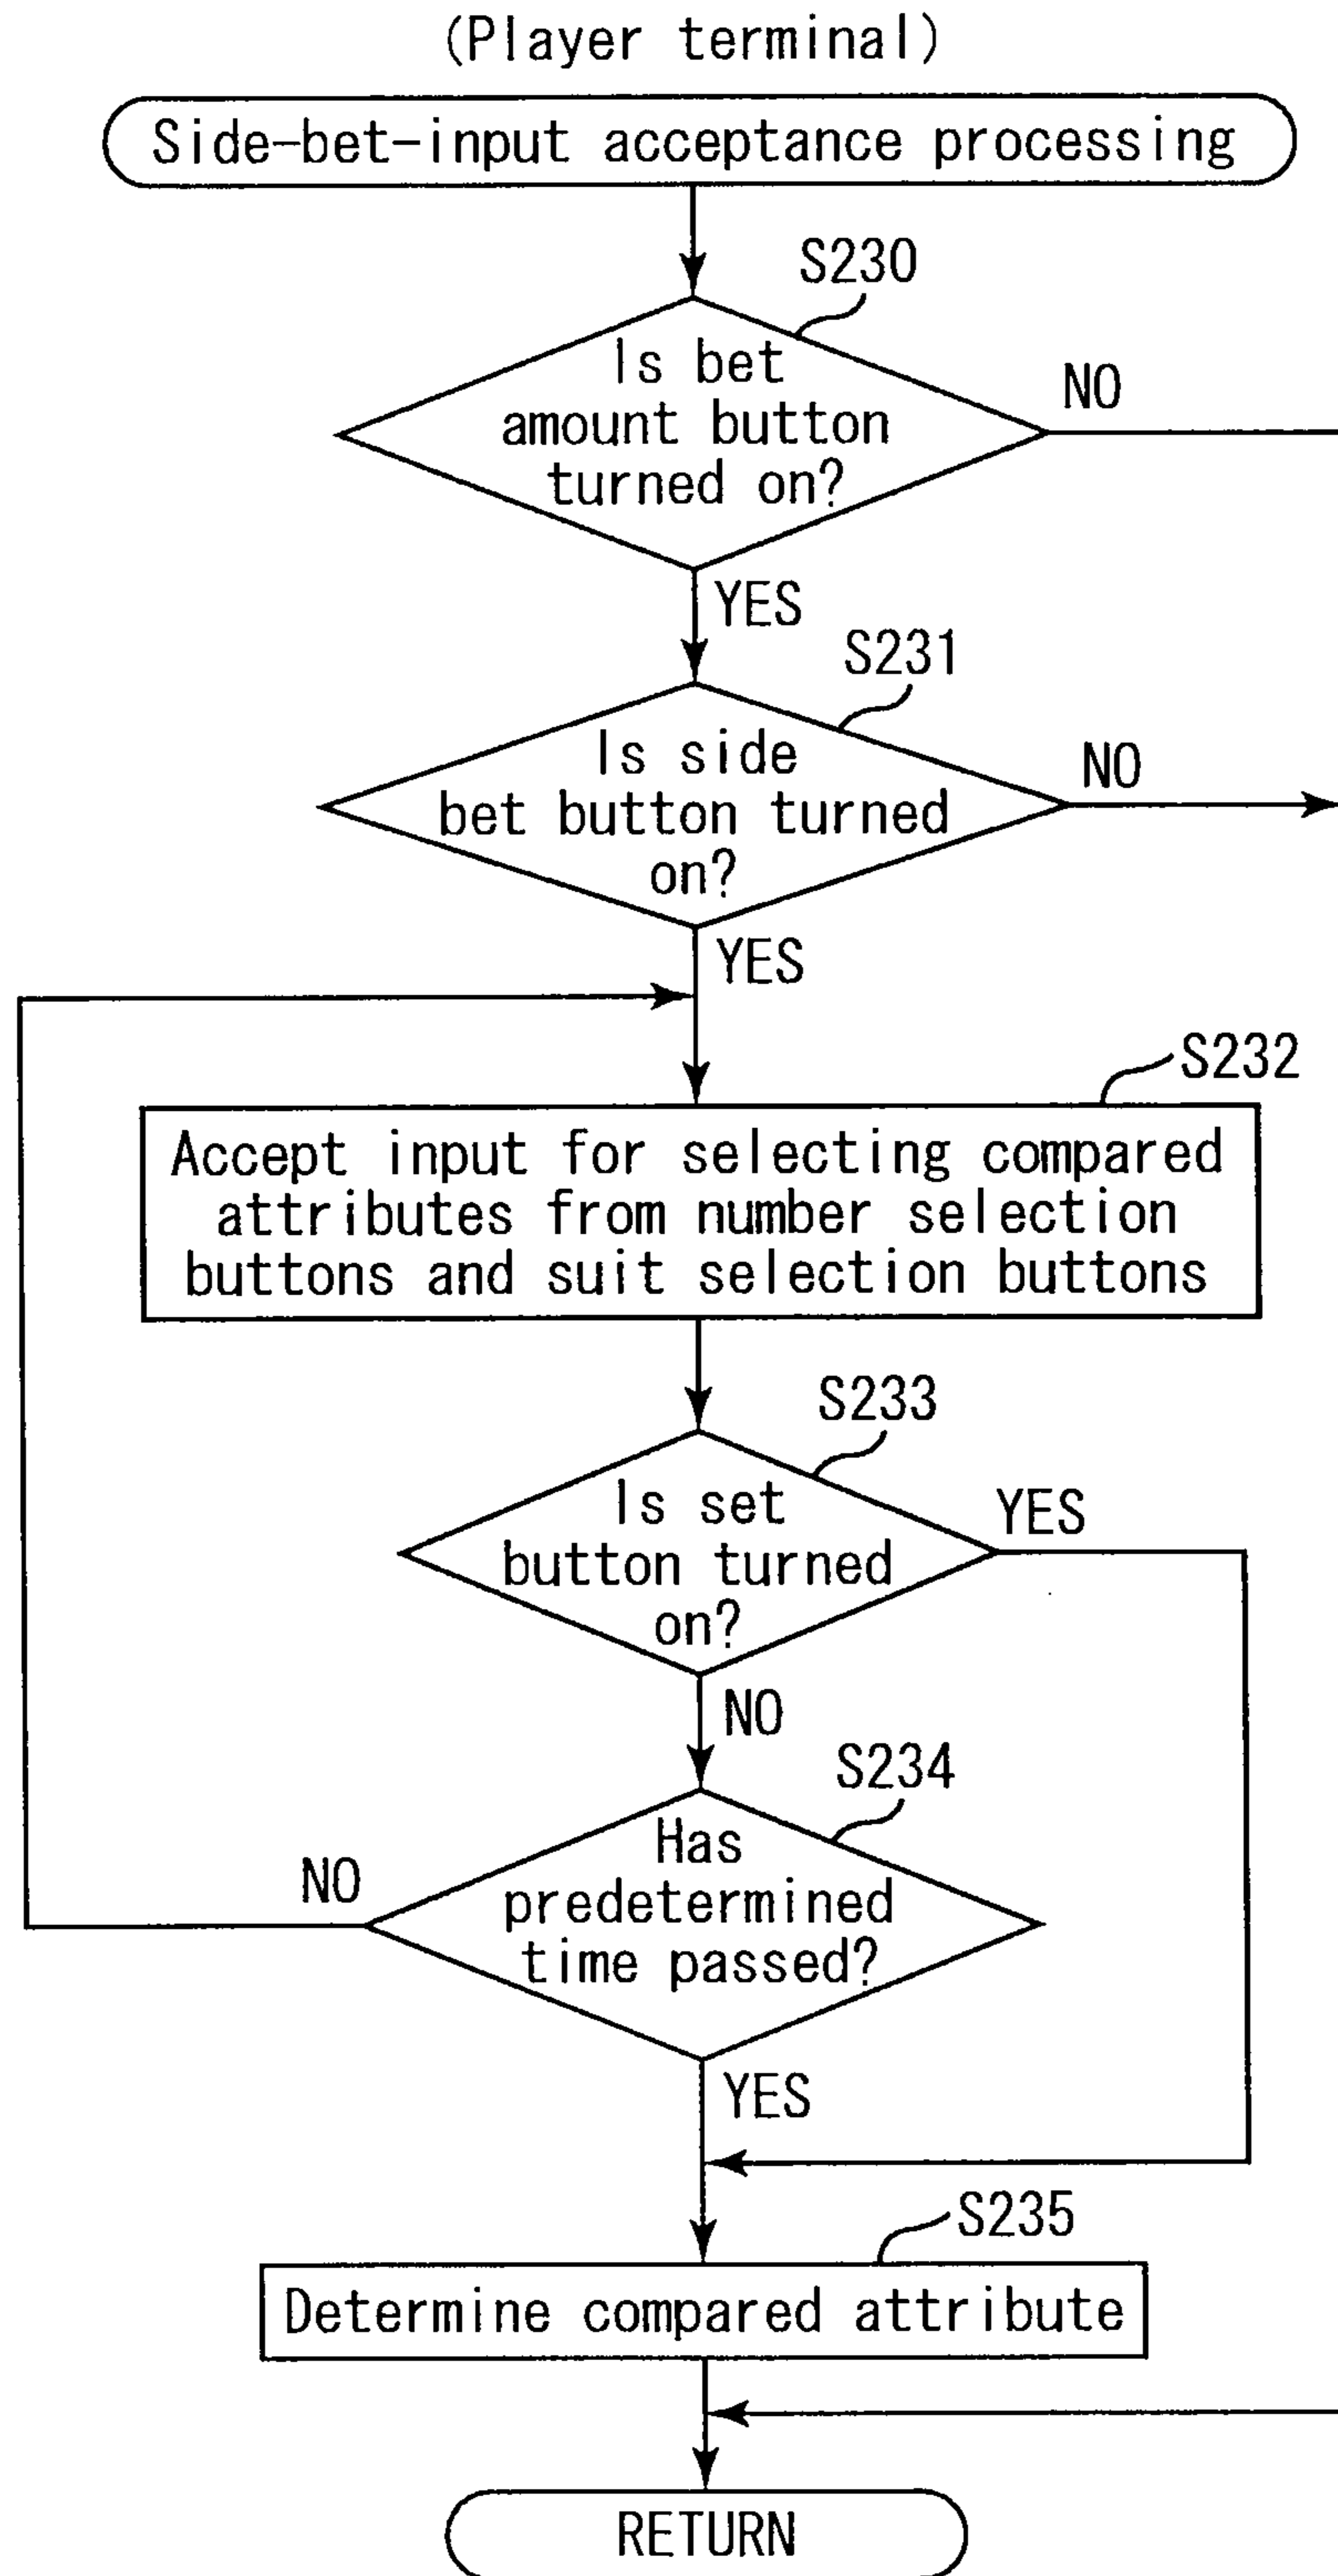 (Player terminal)
Side-bet-input acceptance processing
S230
Is bet
amount button
turned on?
NO
YES
S231
Is side
bet button turned
on?
NO
YES
S232
Accept input for selecting compared
attributes from number selection
buttons and suit selection buttons
S233
Is set
button turned
on?
YES
NO
S234
Has
predetermined
time passed?
NO
YES
S235
Determine compared attribute
RETURN